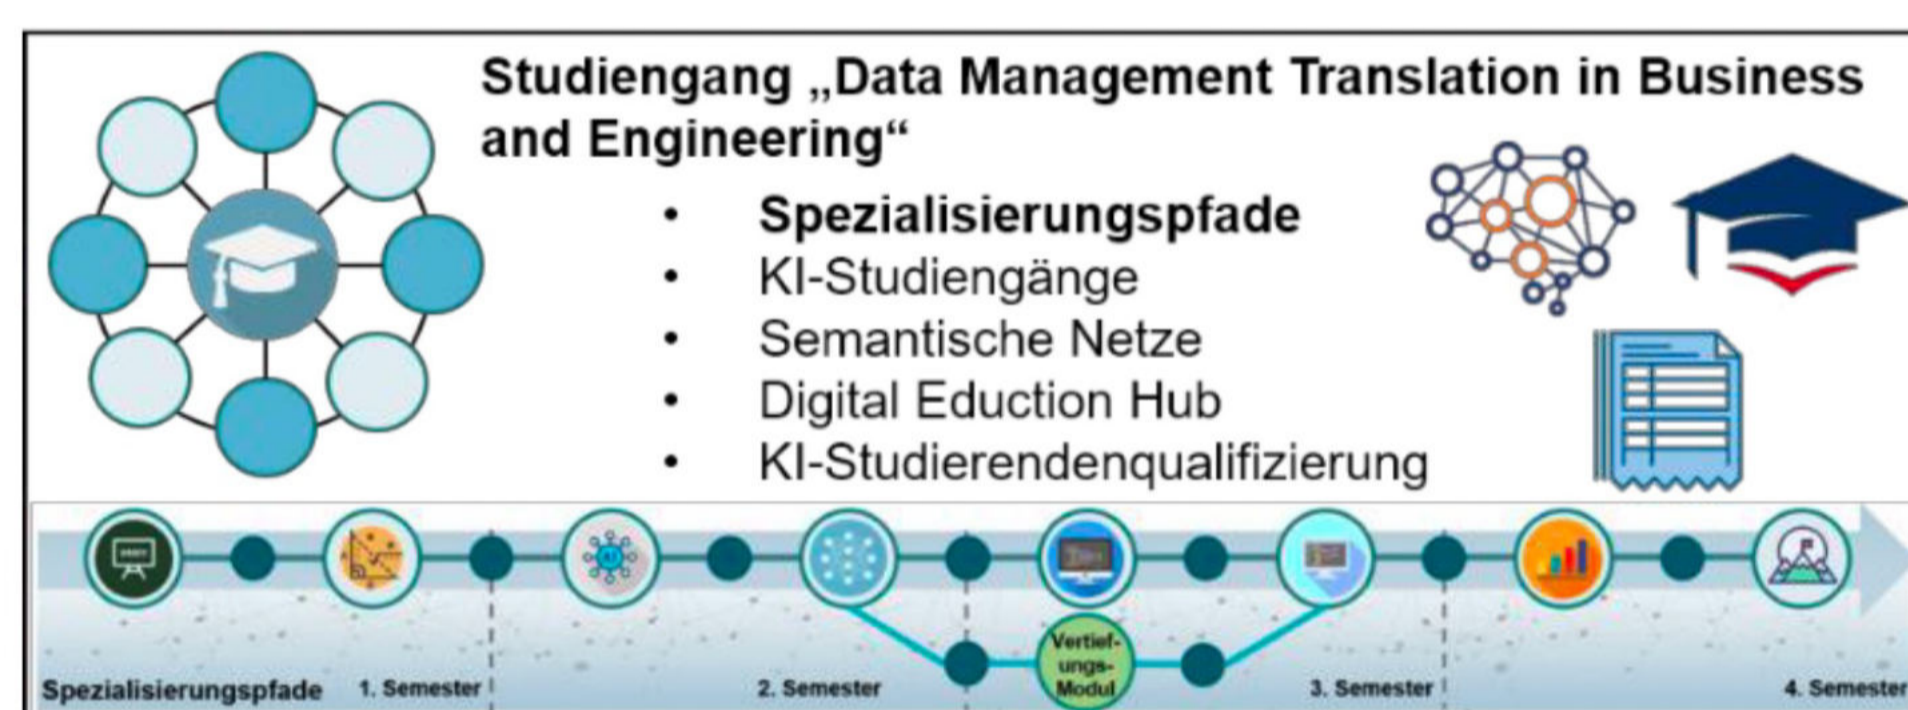 Studiengang „Data Management Translation in Business
and Engineering“
• Spezialisierungspfade
• KI-Studiengänge
• Semantische Netze
• Digital Eduction Hub
• KI-Studierendenqualifizierung
Vertief-
ungs-
Modul
Spezialisierungspfade 1. Semester 2. Semester 3. Semester 4. Semester